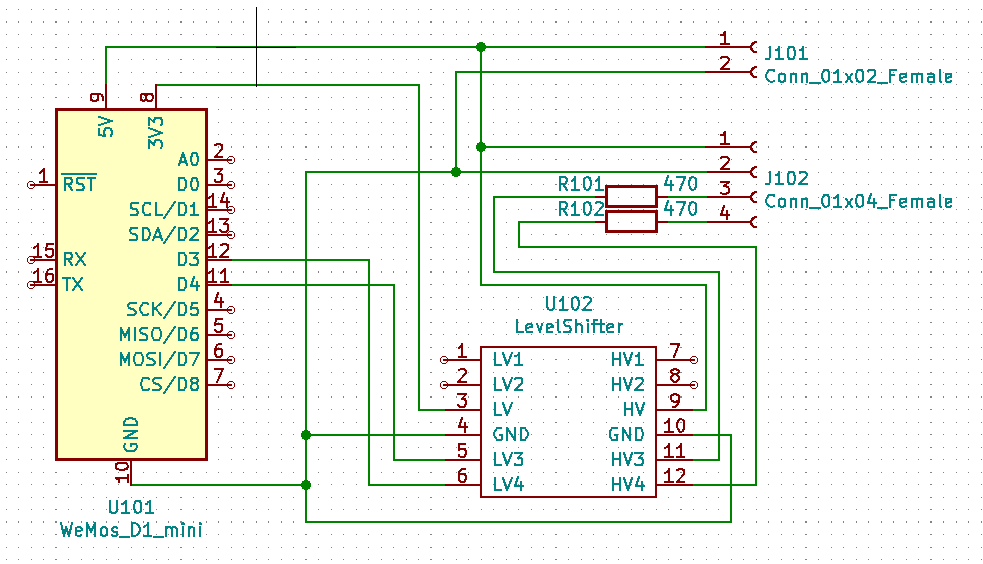 1
J101
2
Conn_01x02_Female
9
8
5V
3V3
1
A0
2
2
J102
1
RST
D0
3
R101
470
3
Conn_01x04_Female
SCL/D1
14
R102
470
4
SDA/D2
13
15
RX
D3
12
16
TX
D4
11
SCK/D5
4
U102
MISO/D6
5
LevelShifter
MOSI/D7
6
1
LV1
HV1
7
CS/D8
7
2
LV2
HV2
8
3
LV
HV
9
GND
4
GND
GND
10
5
LV3
HV3
11
10
6
LV4
HV4
12
U101
WeMos_D1_mini